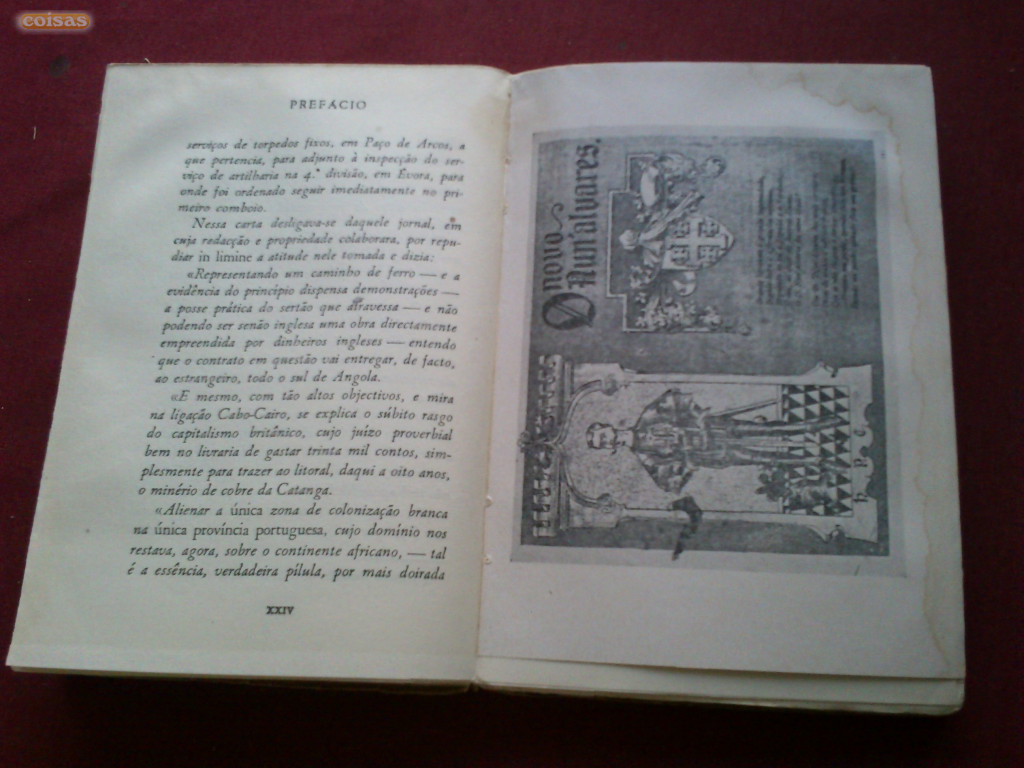 coisas
PREFÁCIO
serviços de torpedos fixos, em Paço de Arcos, a
que pertencia, para adjunto à inspecção do ser-
viço de artilharia na 4.ª divisão, em Évora, para
onde foi ordenado seguir imediatamente no pri-
meiro comboio.
Nessa carta desligava-se daquele jornal, em
cuja redacção e propriedade colaborara, por repu-
diar in limine a atitude nele tomada e dizia:
«Representando um caminho de ferro — e a
evidência do princípio dispensa demonstrações —
a posse prática do sertão que atravessa — e não
podendo ser senão inglesa uma obra directamente
empreendida por dinheiros ingleses — entendo
que o contrato em questão vai entregar, de facto,
ao estrangeiro, todo o sul de Angola.
«E mesmo, com tão altos objectivos, e mira
na ligação Cabo-Cairo, se explica o súbito rasgo
do capitalismo britânico, cujo juízo proverbial
bem no livraria de gastar trinta mil contos, sim-
plesmente para trazer ao litoral, daqui a oito anos,
o minério de cobre da Catanga.
«Alienar a única zona de colonização branca
na única província portuguesa, cujo domínio nos
restava, agora, sobre o continente africano, — tal
é a essência, verdadeira pílula, por mais doirada
XXIV
O novo
Nun'alvares.